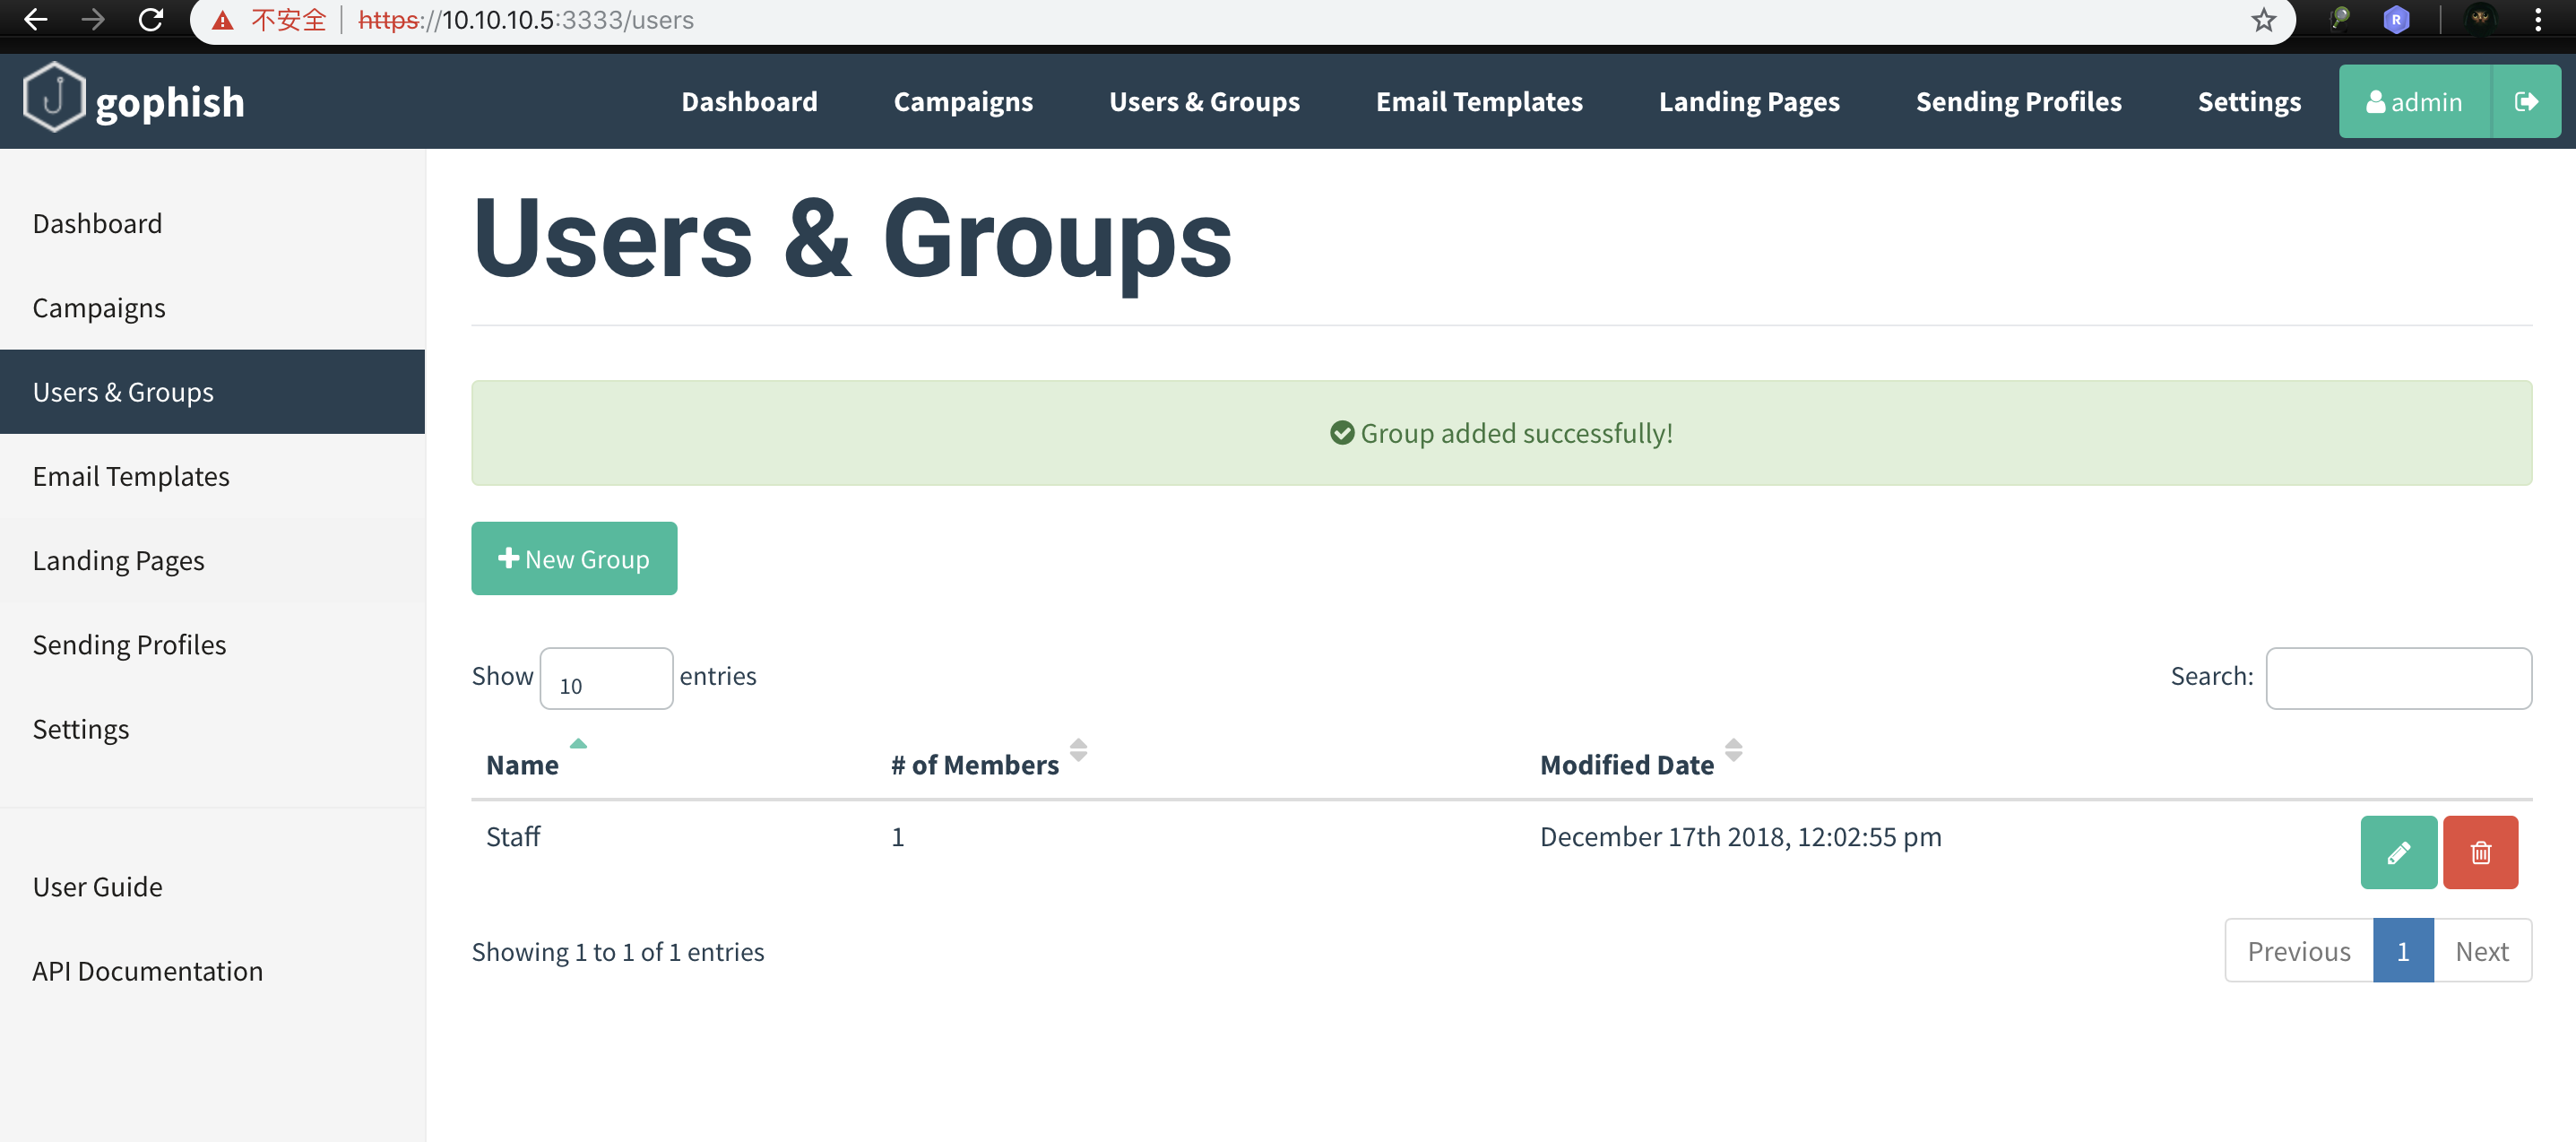 不安全 https://10.10.10.5:3333/users R
gophish Dashboard Campaigns Users & Groups Email Templates Landing Pages Sending Profiles Settings admin
Dashboard
Campaigns
Users & Groups
Email Templates
Landing Pages
Sending Profiles
Settings
User Guide
API Documentation
Users & Groups
Group added successfully!
New Group
Show 10 entries Search:
Name # of Members Modified Date
Staff 1 December 17th 2018, 12:02:55 pm
Showing 1 to 1 of 1 entries Previous 1 Next